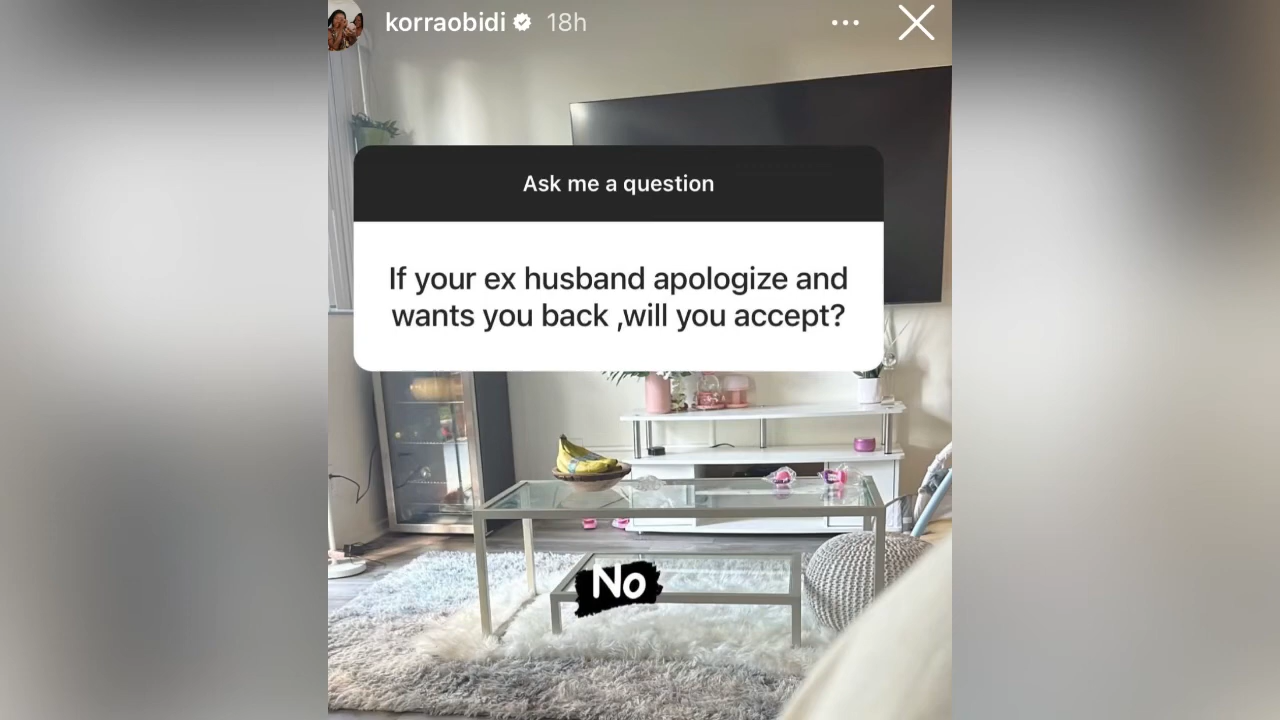 korraobidi 18h
Ask me a question
If your ex husband apologize and
wants you back ,will you accept?
No